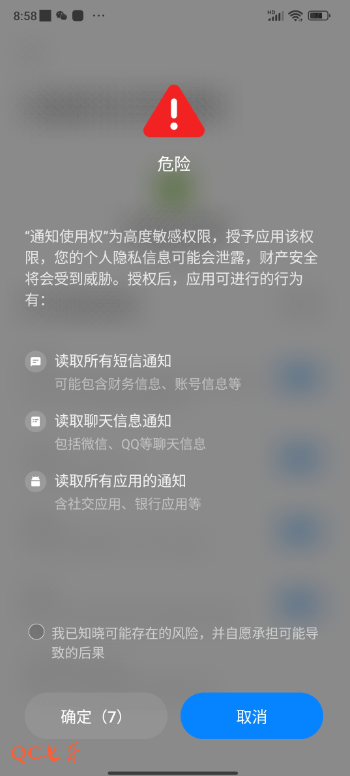 8:58
HD
危险
“通知使用权”为高度敏感权限，授予应用该权
限，您的个人隐私信息可能会泄露，财产安全
将会受到威胁。授权后，应用可进行的行为
有：
读取所有短信通知
可能包含财务信息、账号信息等
读取聊天信息通知
包括微信、QQ等聊天信息
读取所有应用的通知
含社交应用、银行应用等
我已知晓可能存在的风险，并自愿承担可能导
致的后果
确定（7）
取消